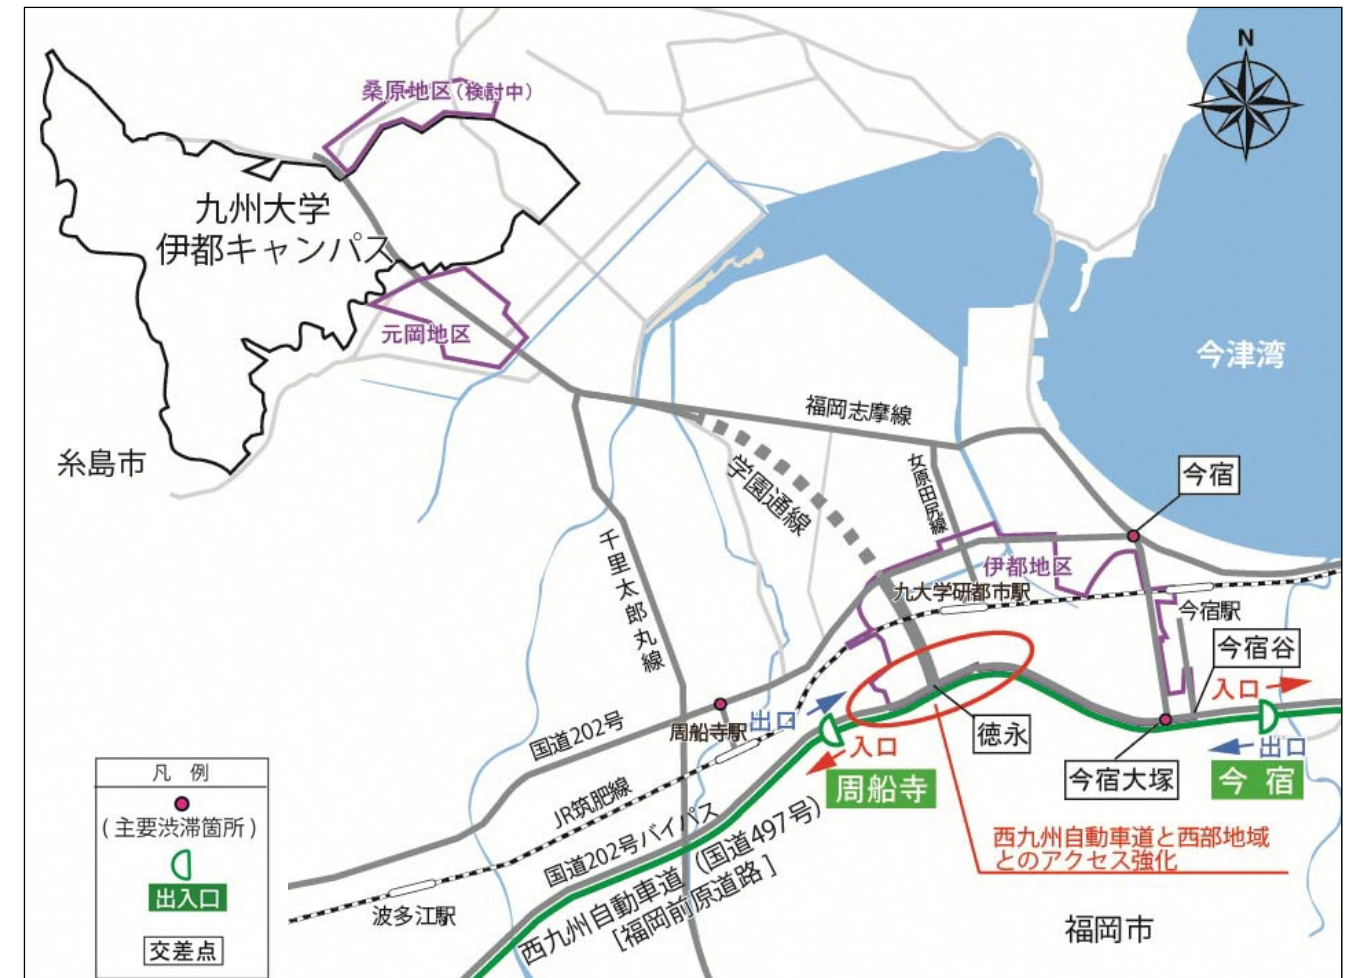 N
桑原地区(検討中)
九州大学
伊都キャンパス
元岡地区
今津湾
福岡志摩線
糸島市
学園通線
女原田尻線
今宿
千里太郎丸線
伊都地区
九大学研都市駅
今宿駅
今宿谷
入口
国道202号
周船寺駅
出口
入口
徳永
出口
周船寺
今宿大塚
今 宿
凡 例
(主要渋滞箇所)
出入口
交差点
JR筑肥線
国道202号バイパス
西九州自動車道(国道497号)
[福岡前原道路]
波多江駅
西九州自動車道と西部地域
とのアクセス強化
福岡市